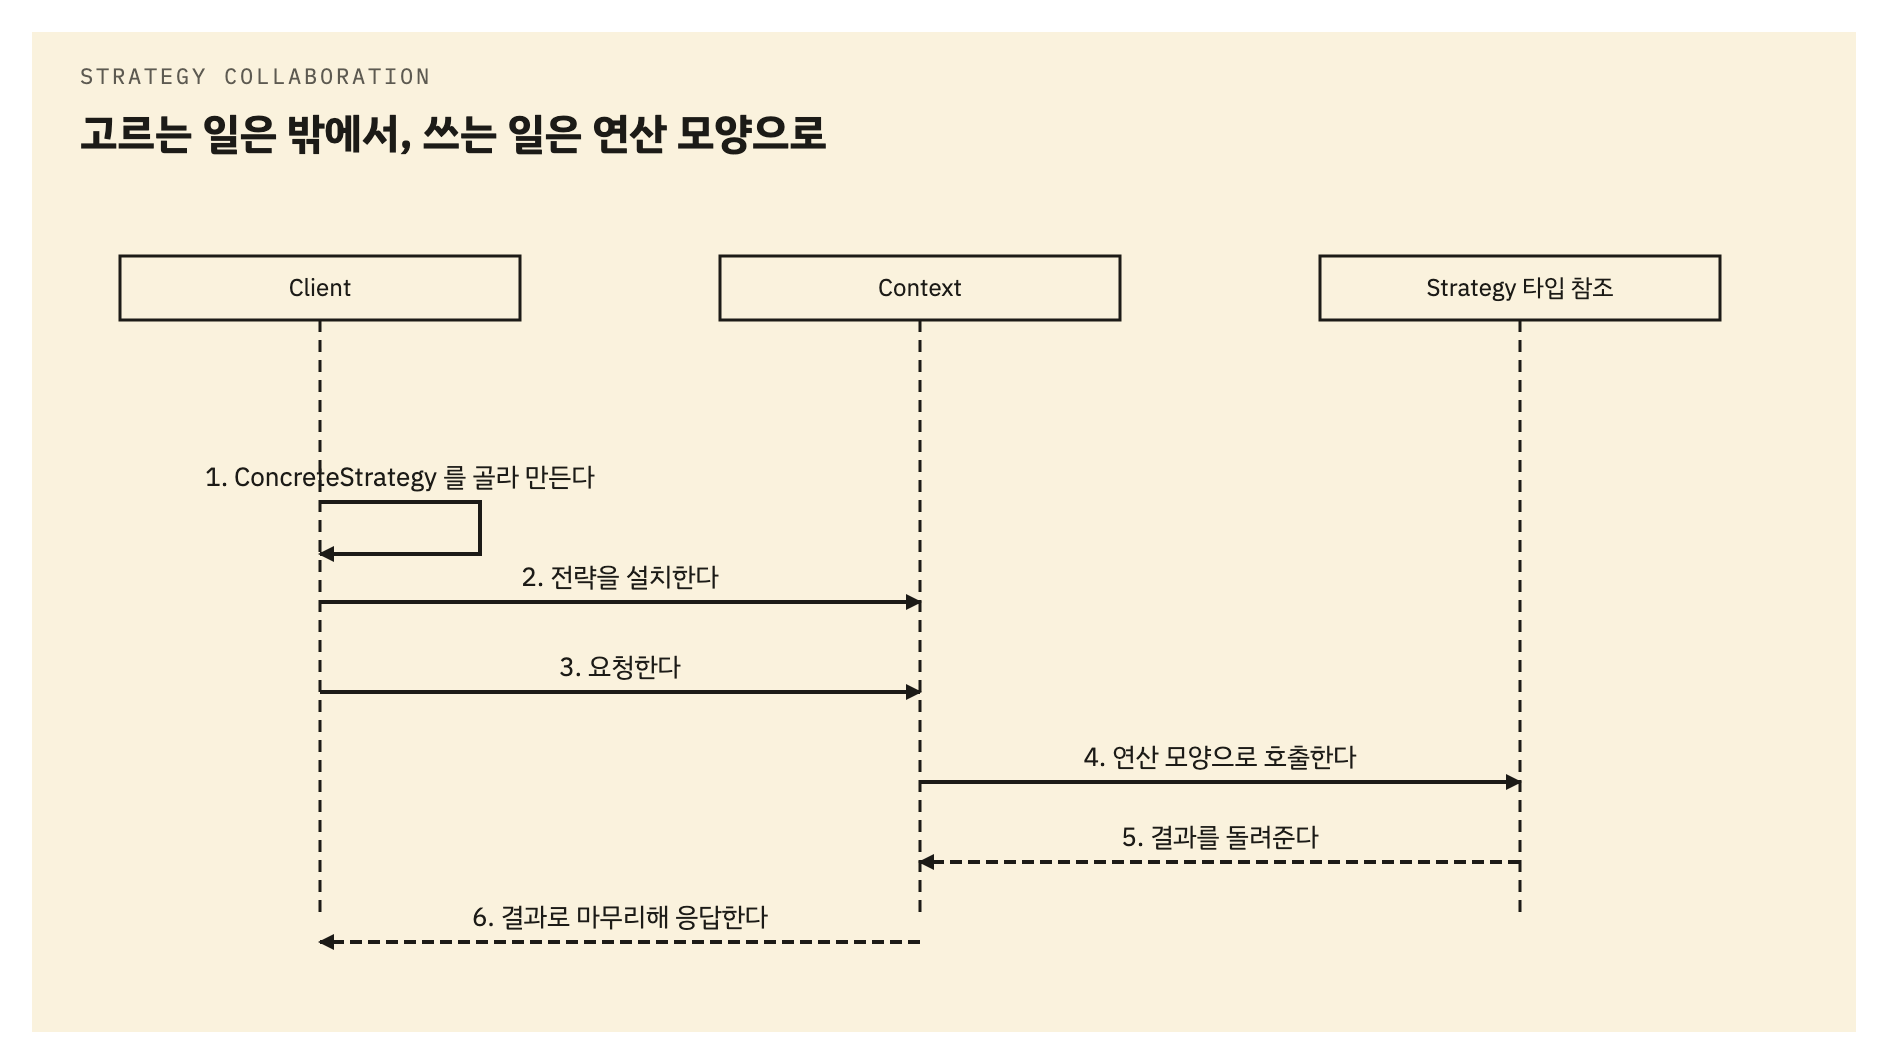 STRATEGY COLLABORATION
고르는 일은 밖에서, 쓰는 일은 연산 모양으로
Client
Context
Strategy 타입 참조
1. ConcreteStrategy 를 골라 만든다
2. 전략을 설치한다
3. 요청한다
4. 연산 모양으로 호출한다
5. 결과를 돌려준다
6. 결과로 마무리해 응답한다